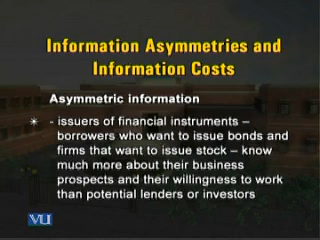 Information Asymmetries and
Information Costs
Asymmetric information
✶ - issuers of financial instruments –
borrowers who want to issue bonds and
firms that want to issue stock – know
much more about their business
prospects and their willingness to work
than potential lenders or investors
VU